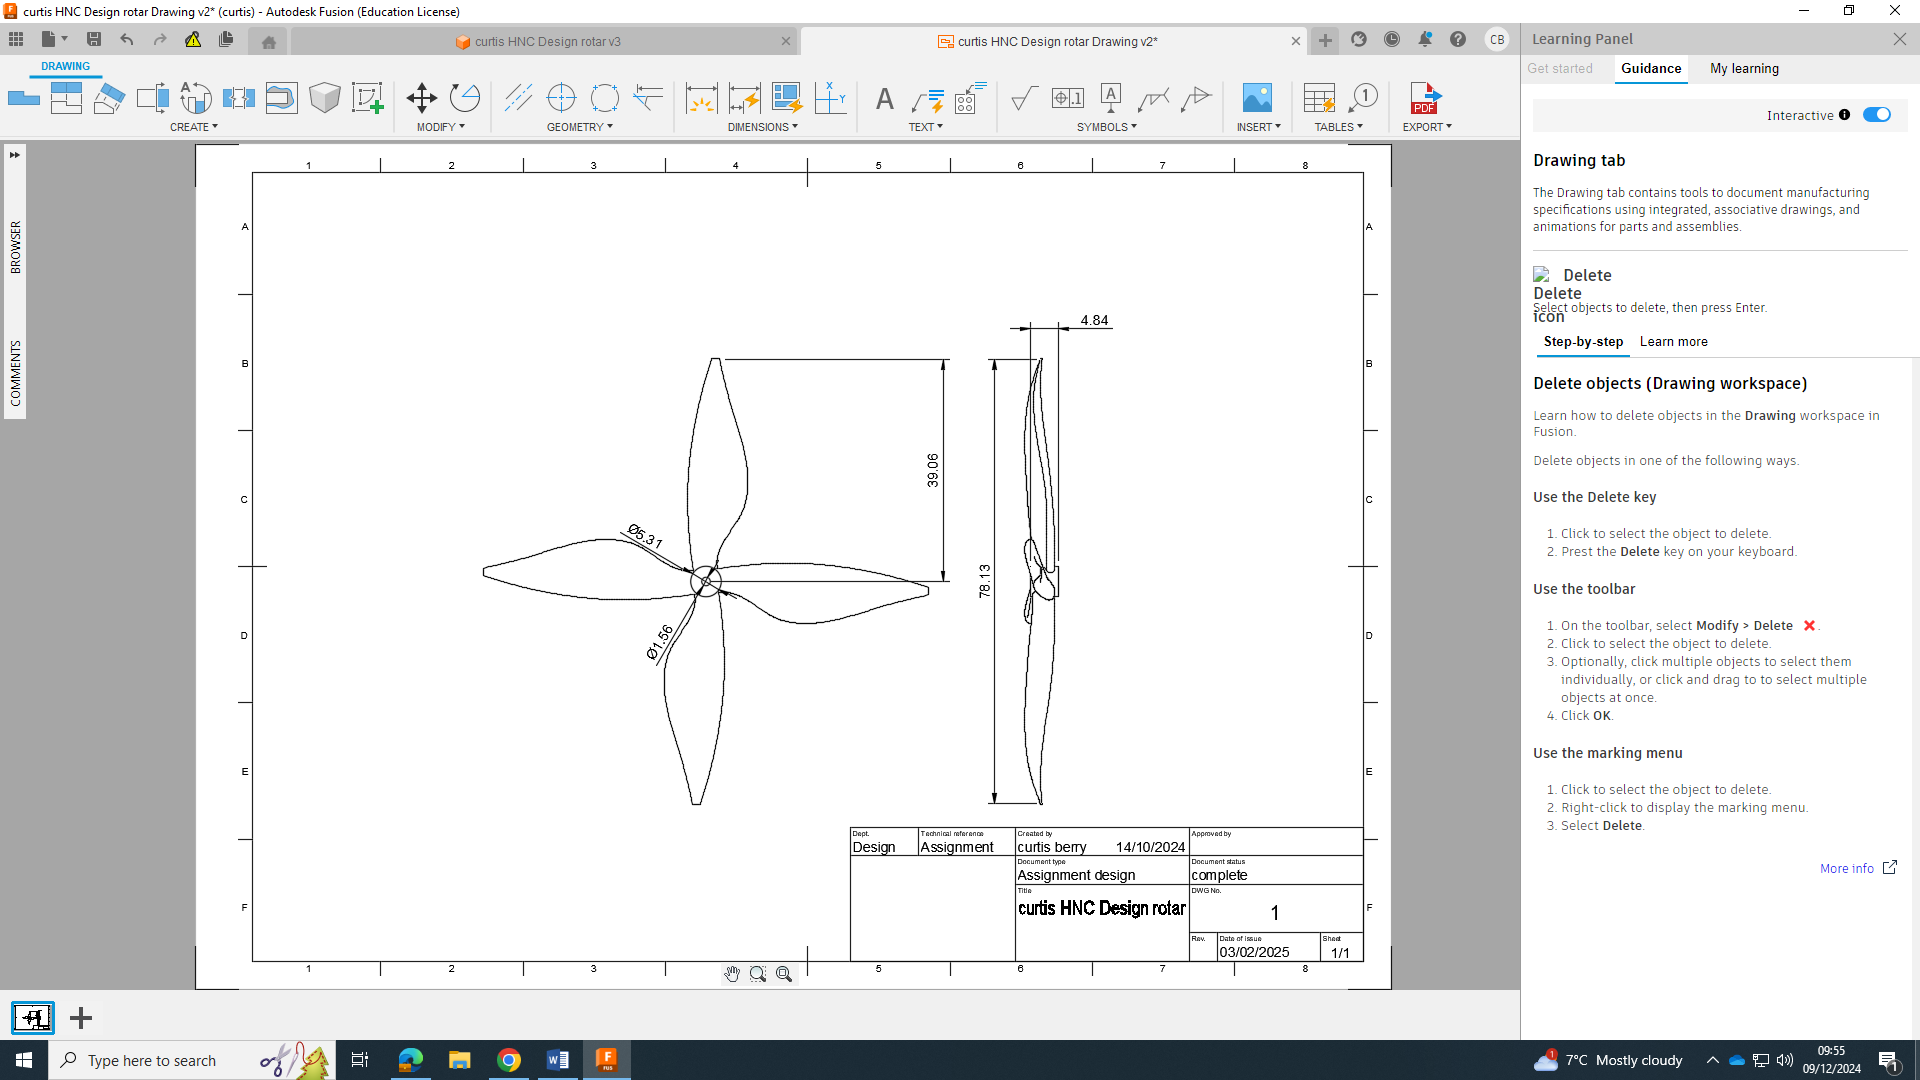 curtis HNC Design rotar Drawing v2* (curtis) - Autodesk Fusion (Education License)
curtis HNC Design rotar v3
curtis HNC Design rotar Drawing v2*
CB
DRAWING
CREATE
MODIFY
GEOMETRY
DIMENSIONS
TEXT
SYMBOLS
INSERT
TABLES
EXPORT
BROWSER
COMMENTS
1 2 3 4 5 6 7 8
A A
B B
C C
D D
E E
F F
4.84
39.06
78.13
Ø5.31
Ø1.56
Dept. Technical reference Created by Approved by
Design Assignment curtis berry 14/10/2024
Document type Document status
Assignment design complete
Title DWG No.
curtis HNC Design rotar 1
Rev. Date of issue Sheet
03/02/2025 1/1
1 2 3 4 5 6 7 8
Learning Panel
Get started Guidance My learning
Interactive
Drawing tab
The Drawing tab contains tools to document manufacturing
specifications using integrated, associative drawings, and
animations for parts and assemblies.
Delete
Delete
icon
Select objects to delete, then press Enter.
Step-by-step Learn more
Delete objects (Drawing workspace)
Learn how to delete objects in the Drawing workspace in
Fusion.
Delete objects in one of the following ways.
Use the Delete key
1. Click to select the object to delete.
2. Prest the Delete key on your keyboard.
Use the toolbar
1. On the toolbar, select Modify > Delete .
2. Click to select the object to delete.
3. Optionally, click multiple objects to select them
individually, or click and drag to to select multiple
objects at once.
4. Click OK.
Use the marking menu
1. Click to select the object to delete.
2. Right-click to display the marking menu.
3. Select Delete.
More info
Type here to search
7°C Mostly cloudy
09:55
09/12/2024